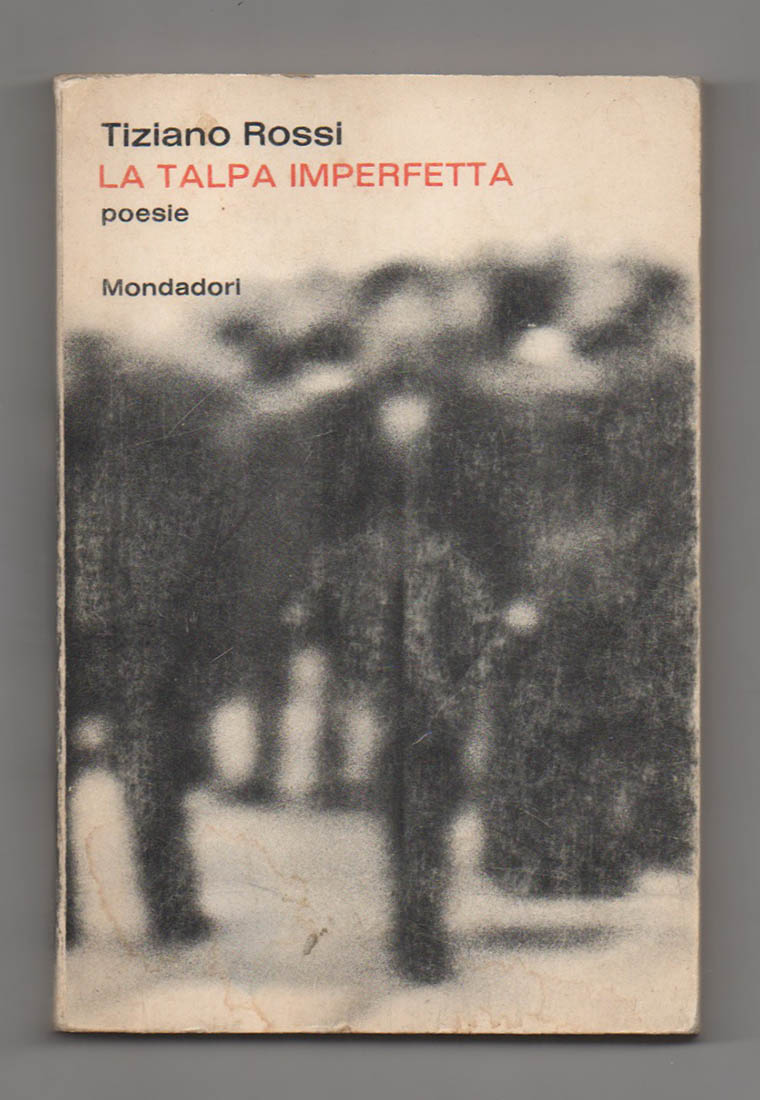 Tiziano Rossi
LA TALPA IMPERFETTA
poesie
Mondadori